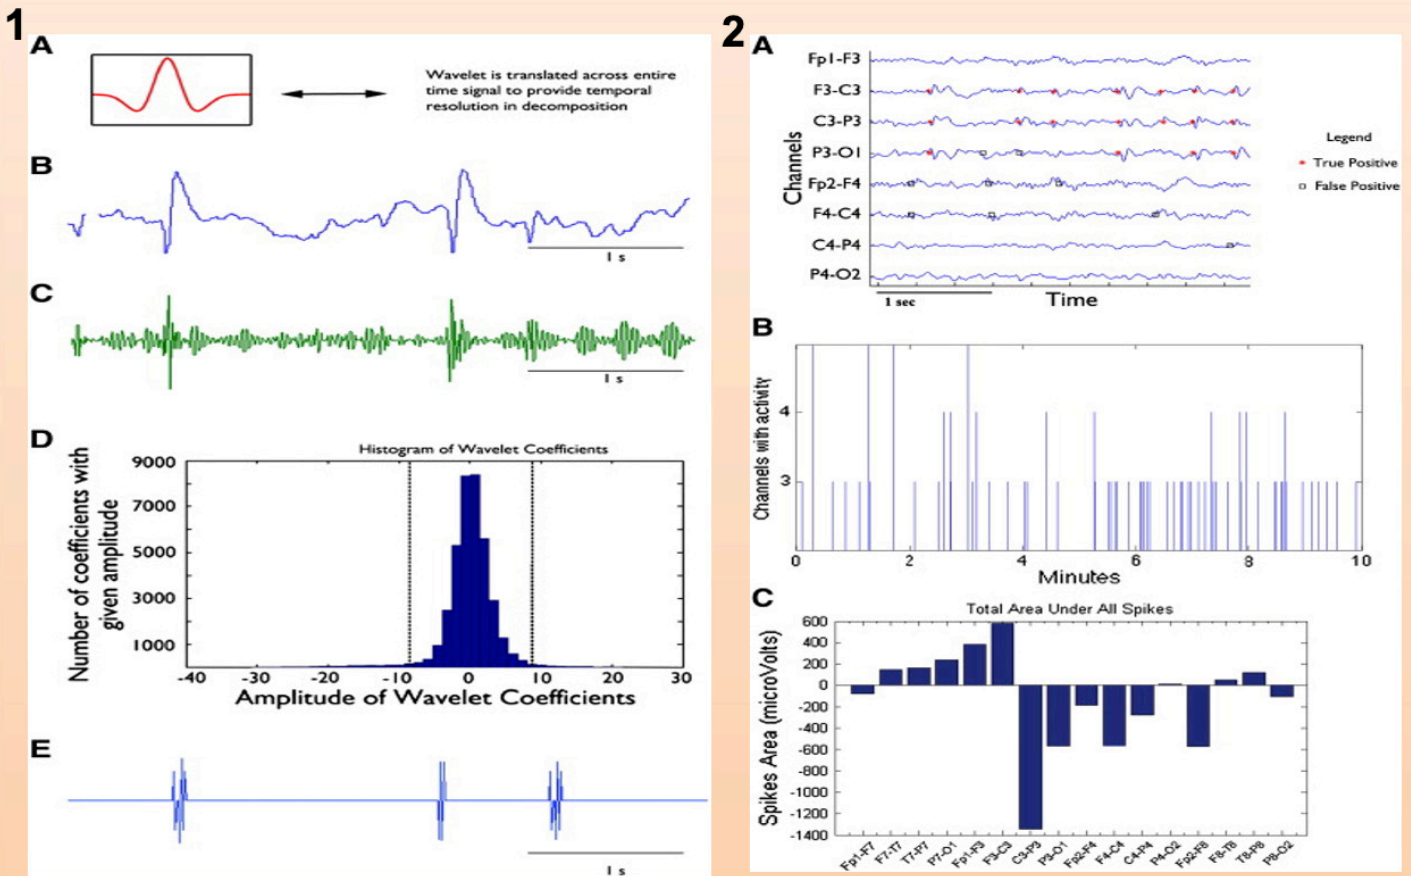 1
A
Wavelet is translated across entire
time signal to provide temporal
resolution in decomposition
B
1 s
C
1 s
D
Histogram of Wavelet Coefficients
Number of coefficients with
given amplitude
9000
7000
5000
3000
1000
-40 -30 -20 -10 0 10 20 30
Amplitude of Wavelet Coefficients
E
1 s
2
A
Channels
Fp1-F3
F3-C3
C3-P3
P3-O1
Fp2-F4
F4-C4
C4-P4
P4-O2
1 sec
Time
Legend
True Positive
False Positive
B
Channels with activity
4
3
0 2 4 6 8 10
Minutes
C
Total Area Under All Spikes
Spikes Area (microVolts)
600
400
200
0
-200
-400
-600
-800
-1000
-1200
-1400
Fp1-F7 F7-T7 T7-P7 P7-O1 Fp1-F3 F3-C3 C3-P3 P3-O1 Fp2-F4 F4-C4 C4-P4 P4-O2 Fp2-F8 F8-T8 T8-P8 P8-O2